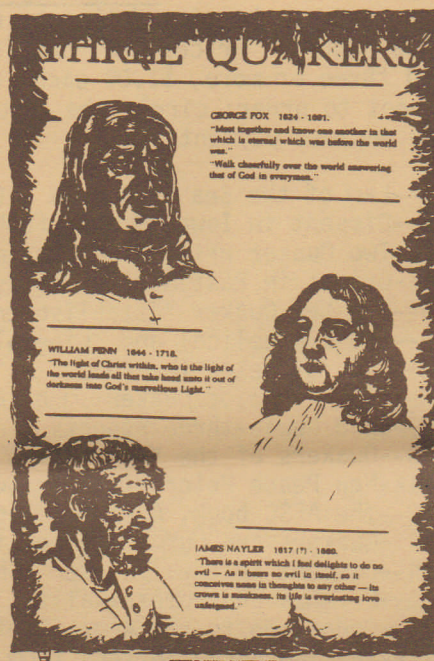 THREE QUAKERS
GEORGE FOX 1624 - 1691.
"Meet together and know one another in that
which is eternal which was before the world
was."
"Walk cheerfully over the world answering
that of God in everyman."
WILLIAM PENN 1644 - 1718.
"The light of Christ within, who is the light of
the world leads all that take heed unto it out of
darkness into God's marvellous Light."
JAMES NAYLER 1617 (?) - 1660.
"There is a spirit which I feel delights to do no
evil — As it bears no evil in itself, so it
conceives none in thoughts to any other — its
crown is meekness, its life is everlasting love
unfeigned."